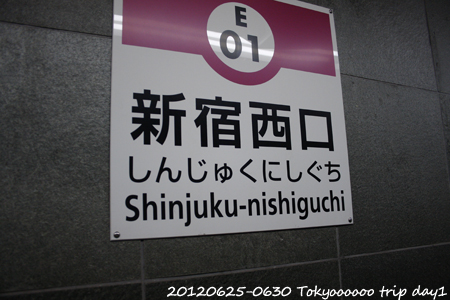 E
01
新宿西口
しんじゅくにしぐち
Shinjuku-nishiguchi
20120625-0630 Tokyoooooo trip day1